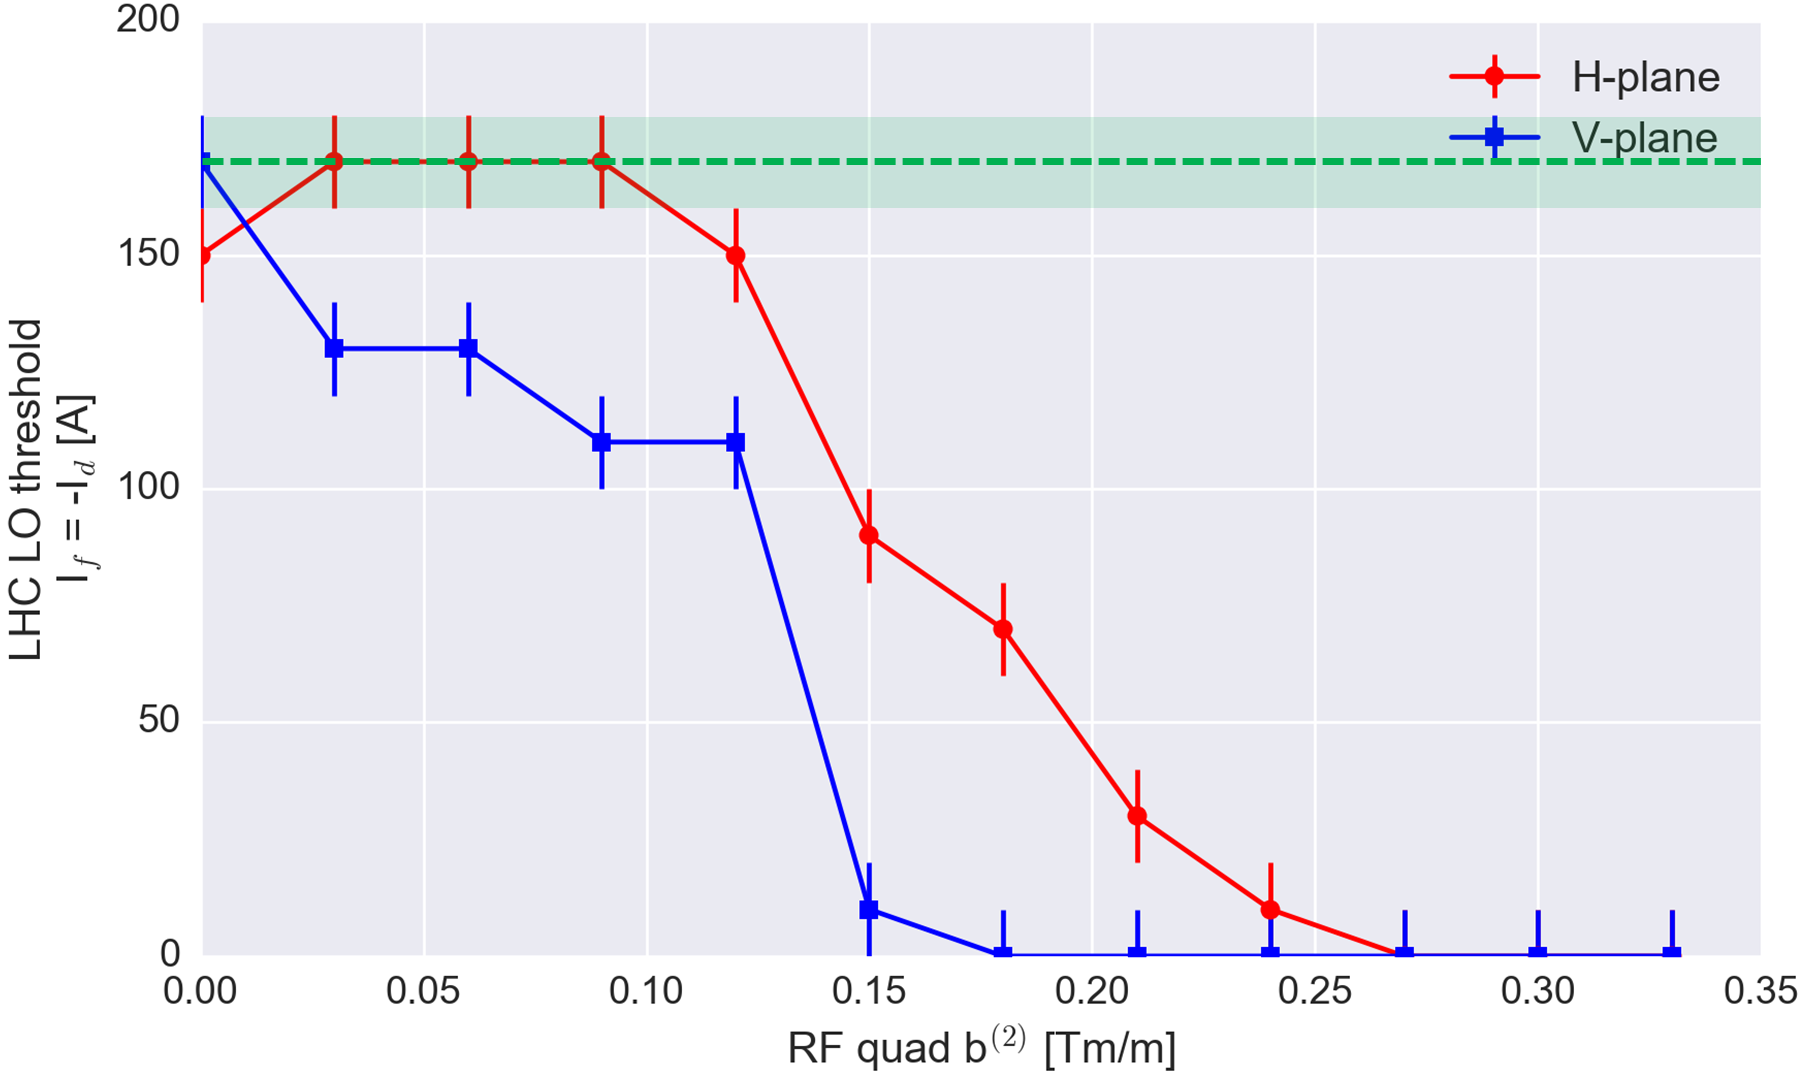 200
150
100
50
0
LHC LO threshold
I_f = -I_d [A]
H-plane
V-plane
0.00 0.05 0.10 0.15 0.20 0.25 0.30 0.35
RF quad b^(2) [Tm/m]